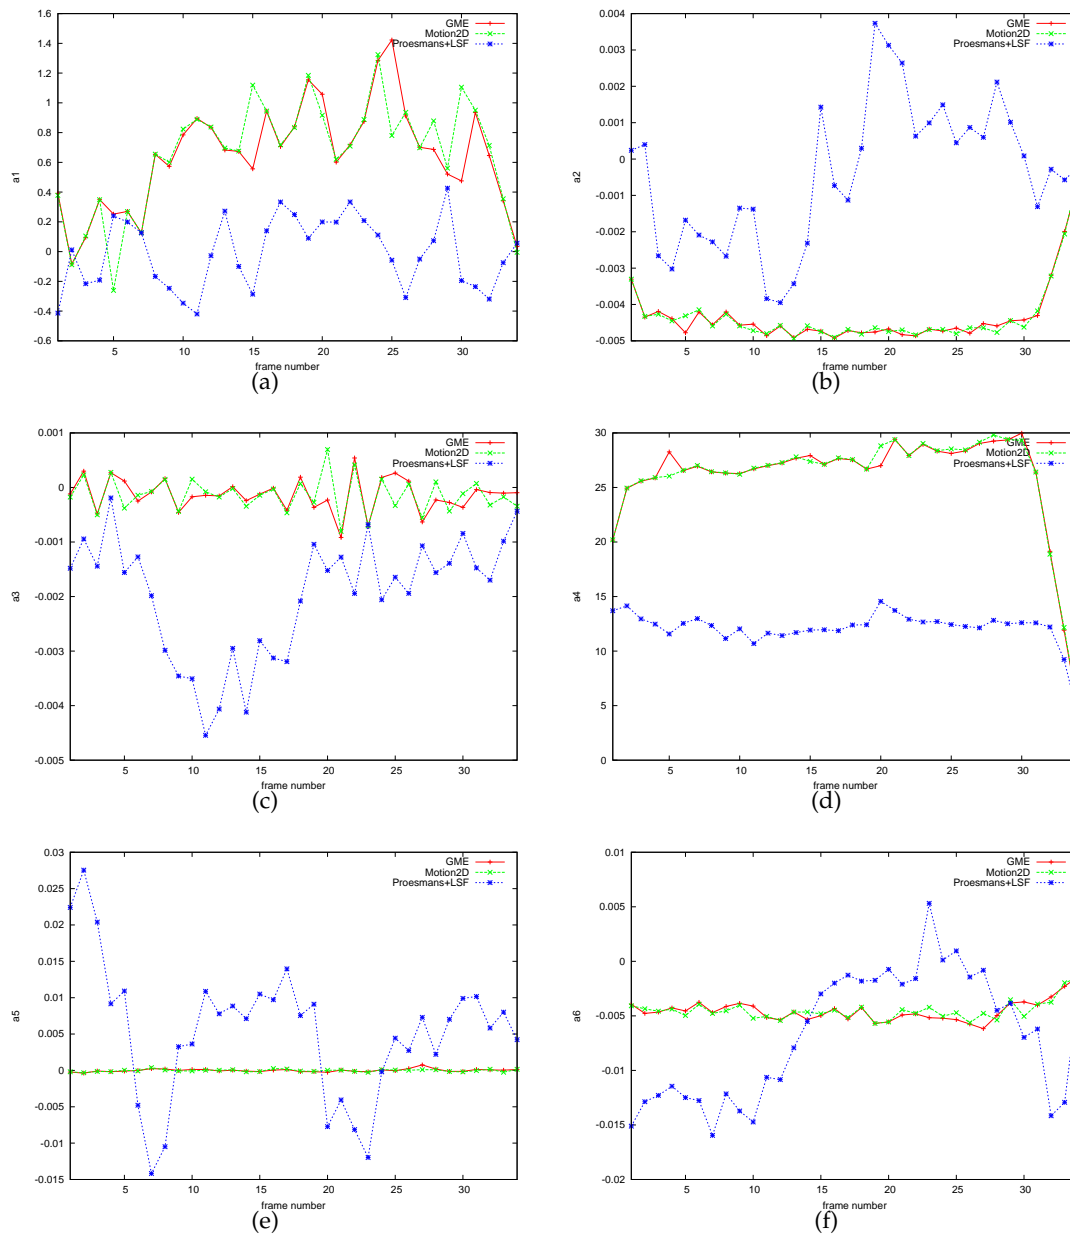 1.6
1.4
1.2
1
0.8
0.6
0.4
0.2
0
-0.2
-0.4
-0.6
a1
GME
Motion2D
Proesmans+LSF
5 10 15 20 25 30
frame number
(a)
0.004
0.003
0.002
0.001
0
-0.001
-0.002
-0.003
-0.004
-0.005
a2
GME
Motion2D
Proesmans+LSF
5 10 15 20 25 30
frame number
(b)
0.001
0
-0.001
-0.002
-0.003
-0.004
-0.005
a3
GME
Motion2D
Proesmans+LSF
5 10 15 20 25 30
frame number
(c)
30
25
20
15
10
5
0
a4
GME
Motion2D
Proesmans+LSF
5 10 15 20 25 30
frame number
(d)
0.03
0.025
0.02
0.015
0.01
0.005
0
-0.005
-0.01
-0.015
a5
GME
Motion2D
Proesmans+LSF
5 10 15 20 25 30
frame number
(e)
0.01
0.005
0
-0.005
-0.01
-0.015
-0.02
a6
GME
Motion2D
Proesmans+LSF
5 10 15 20 25 30
frame number
(f)